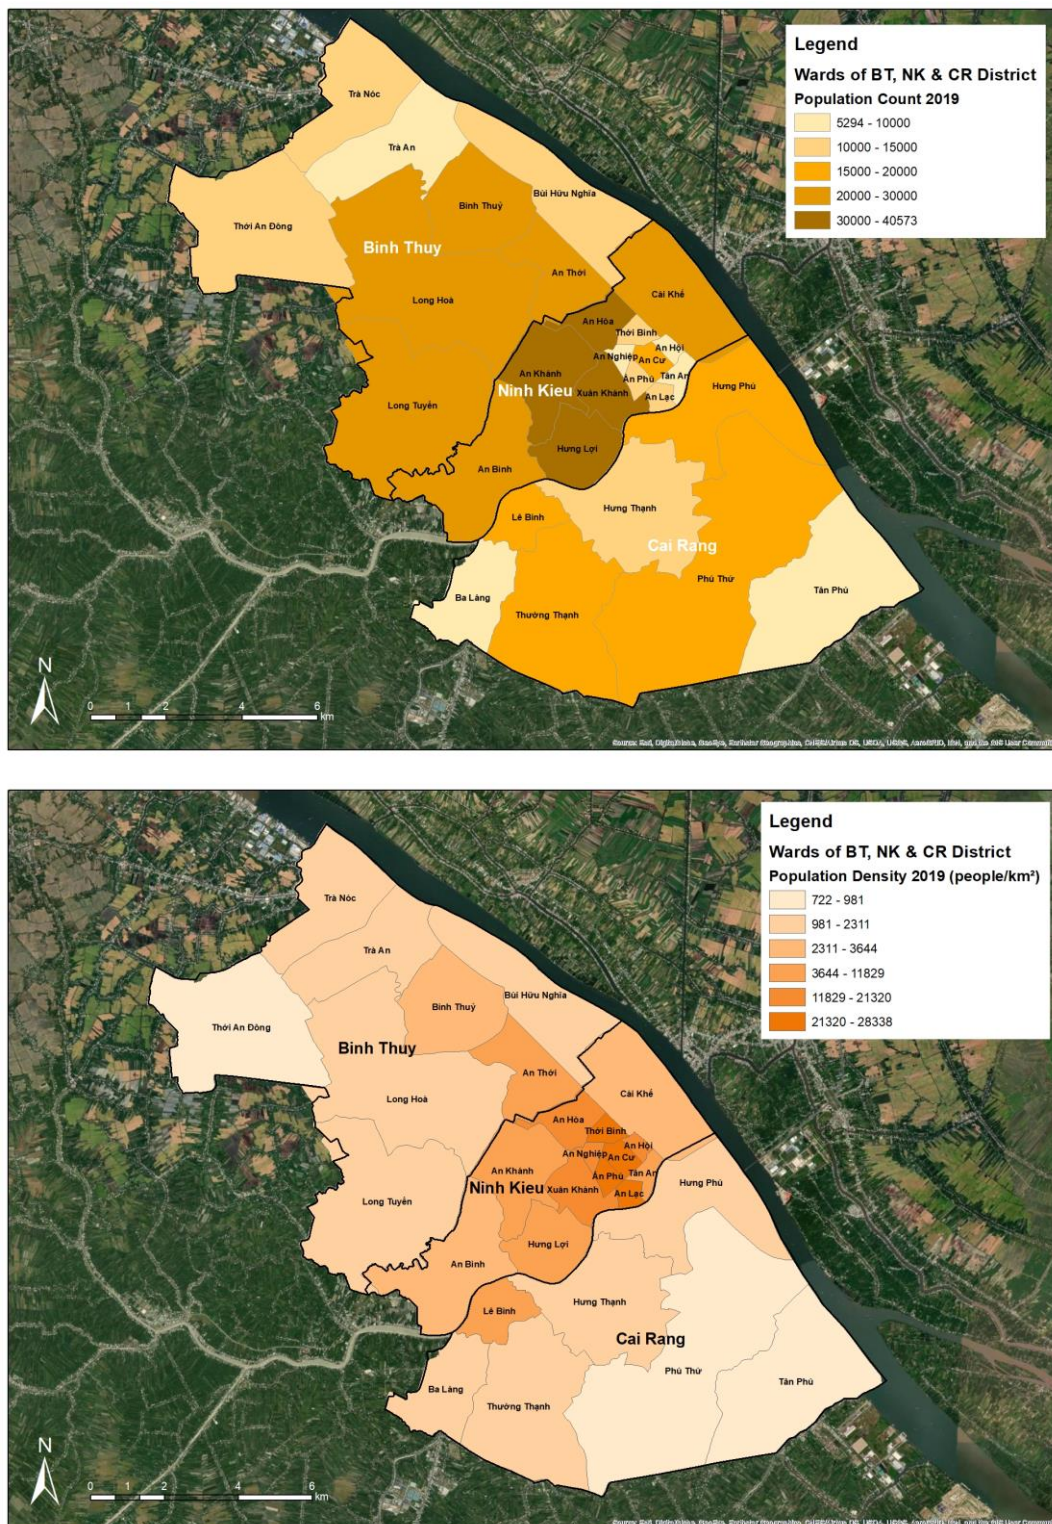 Legend
Wards of BT, NK & CR District
Population Count 2019
5294 - 10000
10000 - 15000
15000 - 20000
20000 - 30000
30000 - 40573
Trà Nóc
Trà An
Bùi Hữu Nghĩa
Bình Thuỷ
Thới An Đông
Binh Thuy
An Thới
Long Hoà
Cái Khế
An Hòa
Thới Bình
An Hội
An Nghiệp
An Cư
An Khánh
Tân An
An Phú
Ninh Kieu
Xuân Khánh
An Lạc
Hưng Phú
Long Tuyền
Hưng Lợi
An Bình
Hưng Thạnh
Lê Bình
Cai Rang
Phú Thứ
Tân Phú
Ba Láng
Thường Thạnh
N
0 2 4 6
km
Legend
Wards of BT, NK & CR District
Population Density 2019 (people/km²)
722 - 981
981 - 2311
2311 - 3644
3644 - 11829
11829 - 21320
21320 - 28338
Trà Nóc
Trà An
Bùi Hữu Nghĩa
Bình Thuỷ
Thới An Đông
Binh Thuy
An Thới
Cái Khế
Long Hoà
An Hòa
Thới Bình
An Hội
An Nghiệp
An Cư
An Khánh
Tân An
An Phú
Ninh Kieu
Xuân Khánh
An Lạc
Hưng Phú
Long Tuyền
Hưng Lợi
An Bình
Hưng Thạnh
Lê Bình
Cai Rang
Phú Thứ
Tân Phú
Ba Láng
Thường Thạnh
N
0 2 4 6
km